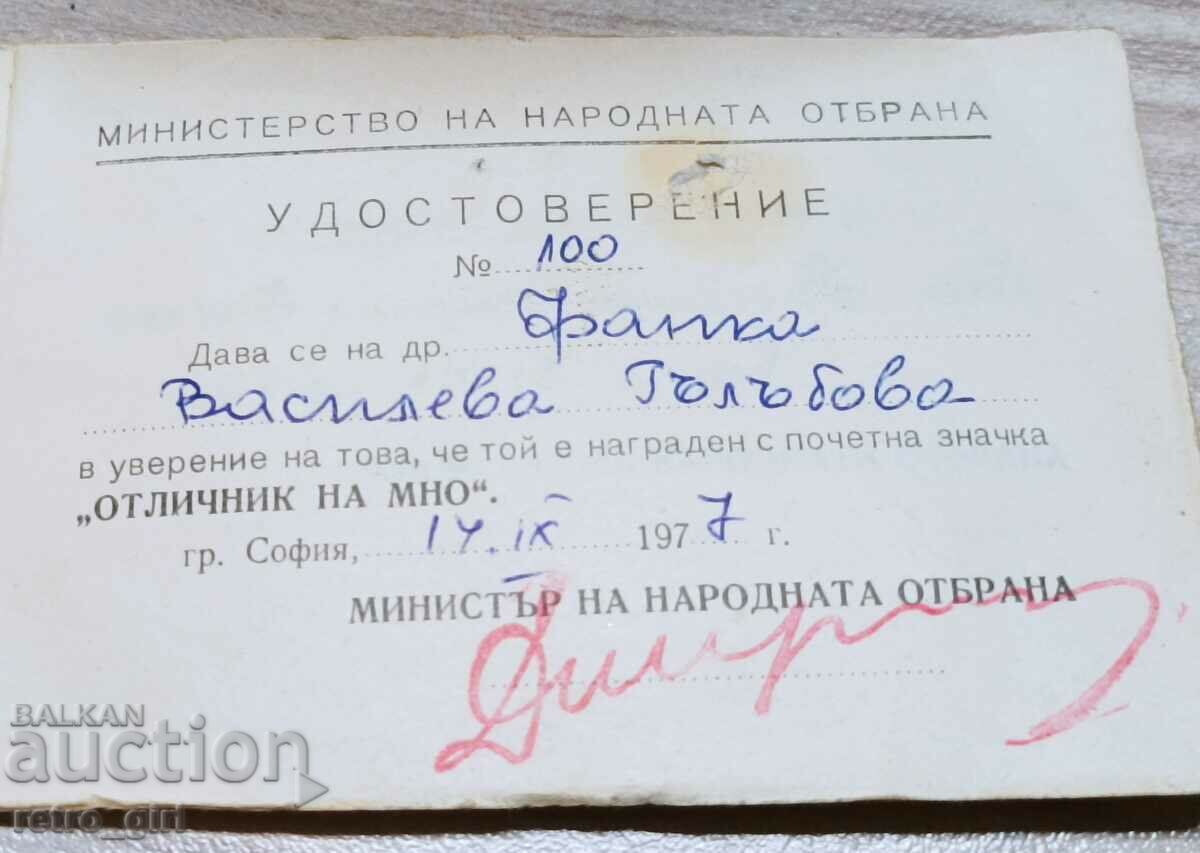 МИНИСТЕРСТВО НА НАРОДНАТА ОТБРАНА
УДОСТОВЕРЕНИЕ
№ 100
Дава се на др. Фанка
Василева Гълъбова
в уверение на това, че той е награден с почетна значка
„ОТЛИЧНИК НА МНО“.
гр. София, 14.IX 1977 г.
МИНИСТЪР НА НАРОДНАТА ОТБРАНА
BALKAN
auction
retro_girl